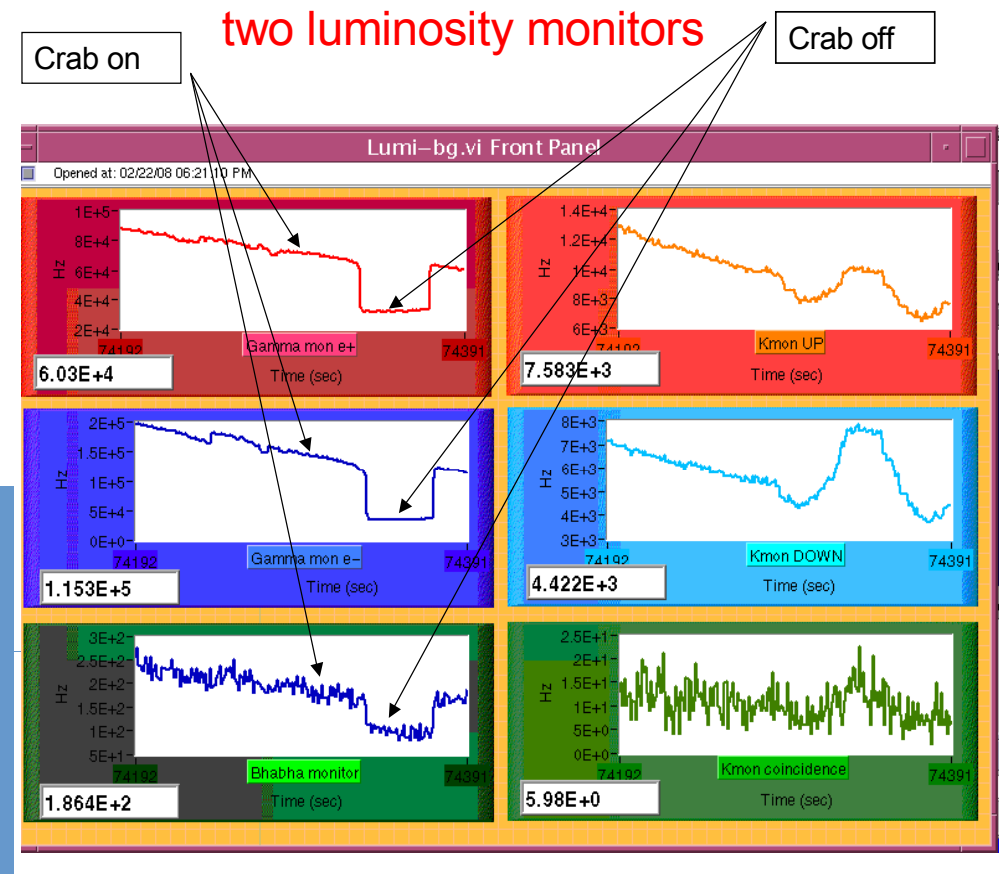 two luminosity monitors
Crab on
Crab off
Lumi-bg.vi Front Panel
Opened at: 02/22/08 06:21:10 PM
1E+5
8E+4
6E+4
4E+4
2E+4
Hz
74192
Gamma mon e+
74391
6.03E+4
Time (sec)
1.4E+4
1.2E+4
1E+4
8E+3
6E+3
Hz
74192
Kmon UP
74391
7.583E+3
Time (sec)
2E+5
1.5E+5
1E+5
5E+4
0E+0
Hz
74192
Gamma mon e-
74391
1.153E+5
Time (sec)
8E+3
7E+3
6E+3
5E+3
4E+3
3E+3
Hz
74192
Kmon DOWN
74391
4.422E+3
Time (sec)
3E+2
2.5E+2
2E+2
1.5E+2
1E+2
5E+1
Hz
74192
Bhabha monitor
74391
1.864E+2
Time (sec)
2.5E+1
2E+1
1.5E+1
1E+1
5E+0
0E+0
Hz
74192
Kmon coincidence
74391
5.98E+0
Time (sec)